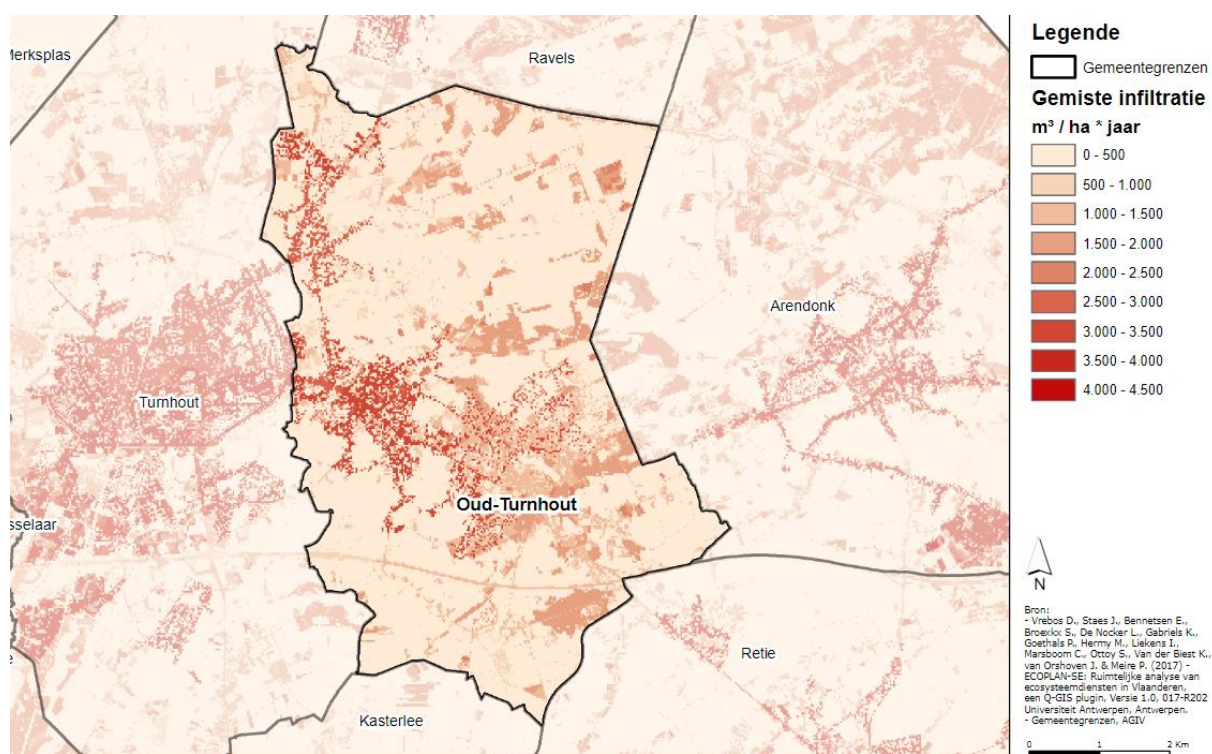 Merksplas
Ravels
Arendonk
Turnhout
Oud-Turnhout
sselaar
Retie
Kasterlee
e
Legende
Gemeentegrenzen
Gemiste infiltratie
m³ / ha * jaar
0 - 500
500 - 1.000
1.000 - 1.500
1.500 - 2.000
2.000 - 2.500
2.500 - 3.000
3.000 - 3.500
3.500 - 4.000
4.000 - 4.500
N
Bron:
- Vrebos D., Staes J., Bennetsen E.,
Broexkx S., De Nocker L., Gabriels K.,
Goethals P., Hermy M., Liekens I.,
Marsboom C., Ottoy S., Van der Biest K.,
van Orshoven J. & Meire P. (2017) -
ECOPLAN-SE: Ruimtelijke analyse van
ecosysteemdiensten in Vlaanderen,
een Q-GIS plugin, Versie 1.0, 017-R202
Universiteit Antwerpen, Antwerpen.
- Gemeentegrenzen, AGIV
0 1 2 Km